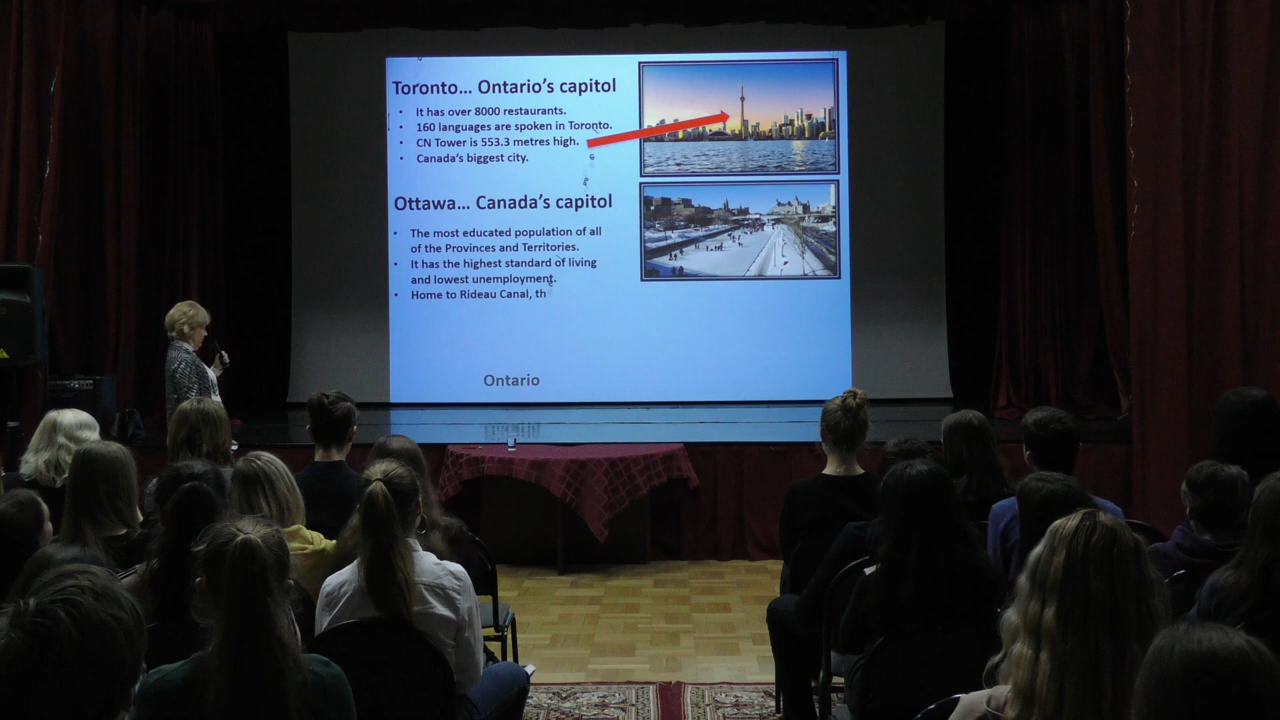 Toronto... Ontario's capitol
• It has over 8000 restaurants.
• 160 languages are spoken in Toronto.
• CN Tower is 553.3 metres high.
• Canada's biggest city.
Ottawa... Canada's capitol
• The most educated population of all
of the Provinces and Territories.
• It has the highest standard of living
and lowest unemployment.
• Home to Rideau Canal, th
Ontario